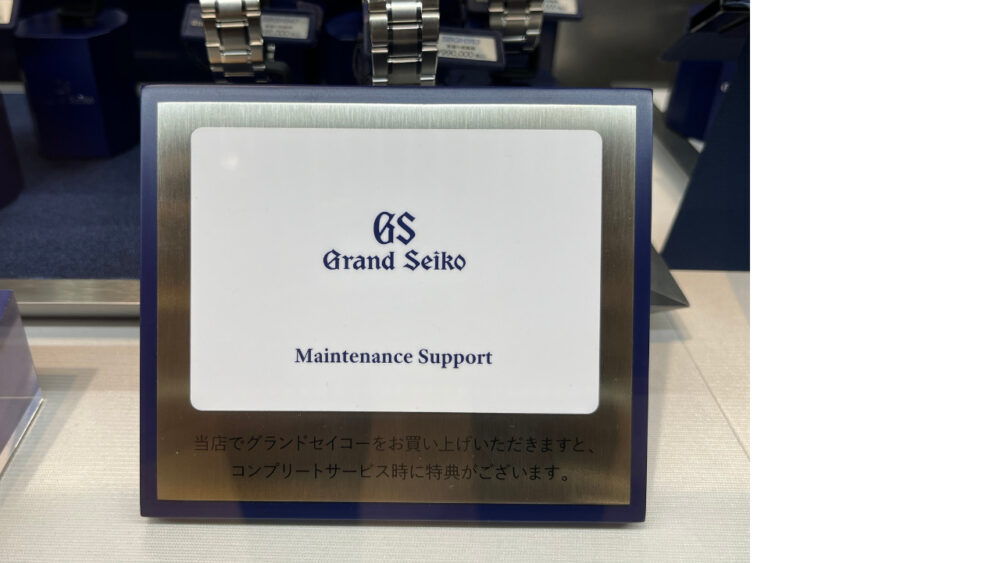 GS
Grand Seiko
Maintenance Support
当店でグランドセイコーをお買い上げいただきますと、
コンプリートサービス時に特典がございます。